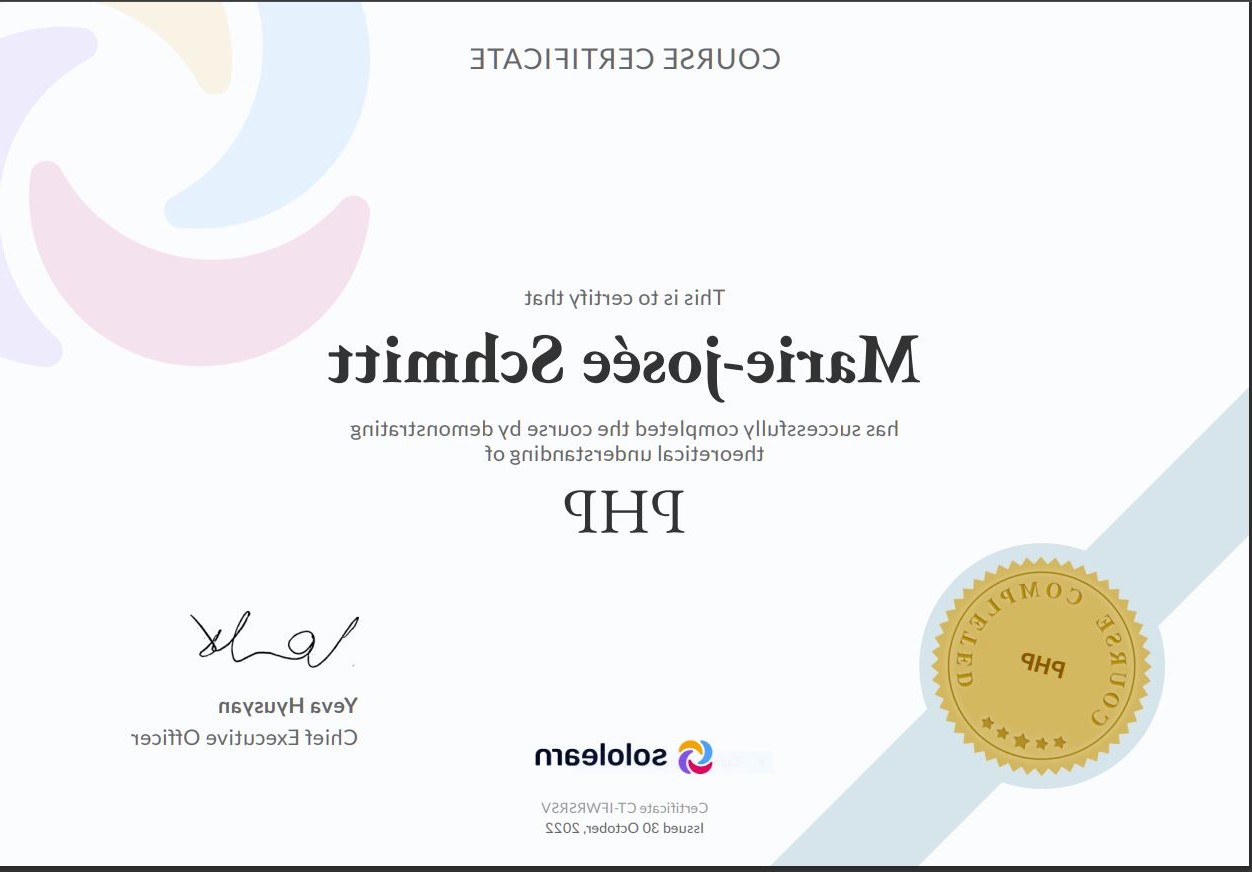 COURSE CERTIFICATE
This is to certify that
Marie-josée Schmitt
has successfully completed the course by demonstrating
theoretical understanding of
PHP
COURSE COMPLETED
PHP
Yeva Hyusyan
Chief Executive Officer
sololearn
Certificate CT-IFWRSRSV
Issued 30 October, 2022